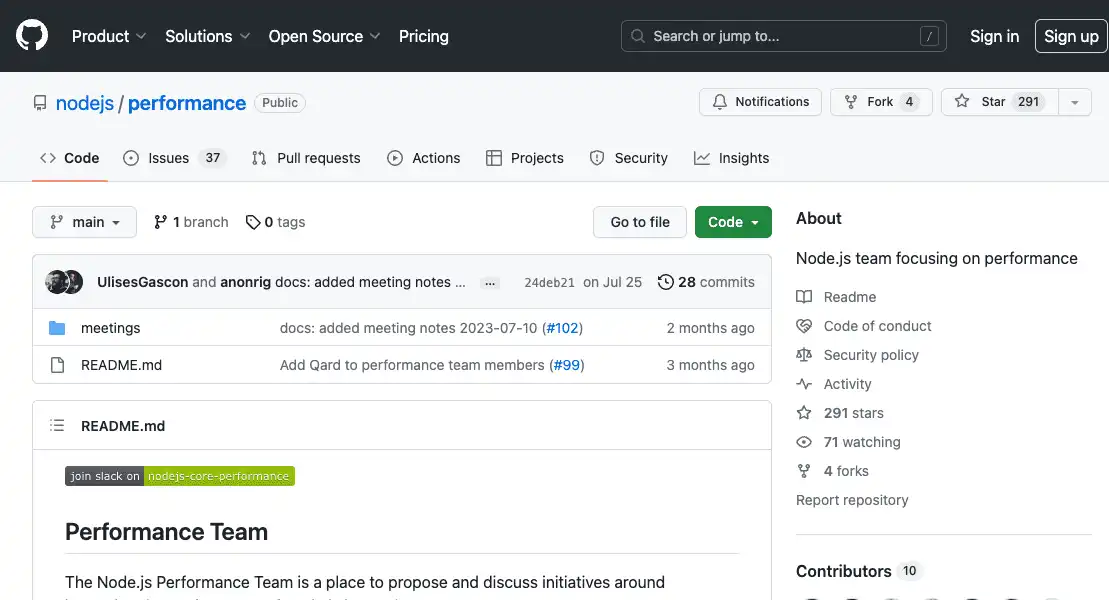 Product Solutions Open Source Pricing Search or jump to... / Sign in Sign up
nodejs / performance Public Notifications Fork 4 Star 291
Code Issues 37 Pull requests Actions Projects Security Insights
main 1 branch 0 tags Go to file Code
UlisesGascon and anonrig docs: added meeting notes … ... 24deb21 on Jul 25 28 commits
meetings docs: added meeting notes 2023-07-10 (#102) 2 months ago
README.md Add Qard to performance team members (#99) 3 months ago
README.md
join slack on nodejs-core-performance
Performance Team
The Node.js Performance Team is a place to propose and discuss initiatives around
About
Node.js team focusing on performance
Readme
Code of conduct
Security policy
Activity
291 stars
71 watching
4 forks
Report repository
Contributors 10